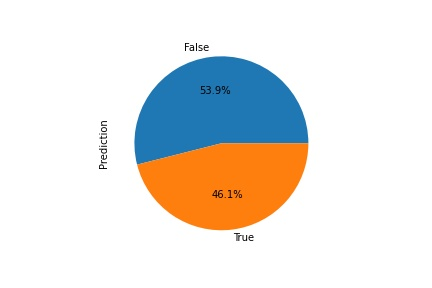 False
53.9%
Prediction
46.1%
True